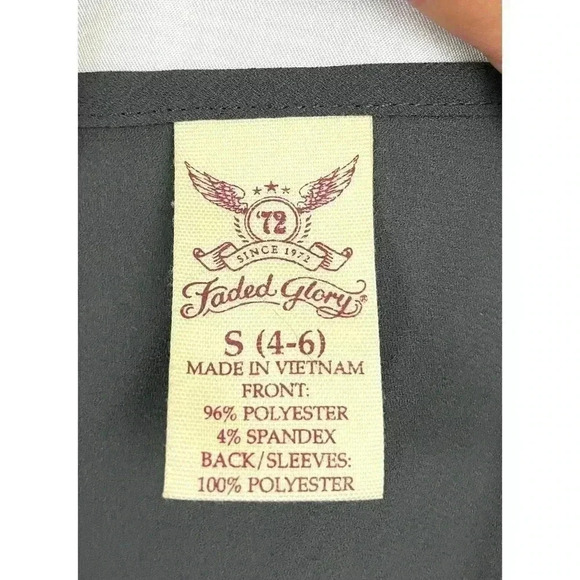 '72
SINCE 1972
Faded Glory®
S (4-6)
MADE IN VIETNAM
FRONT:
96% POLYESTER
4% SPANDEX
BACK/SLEEVES:
100% POLYESTER